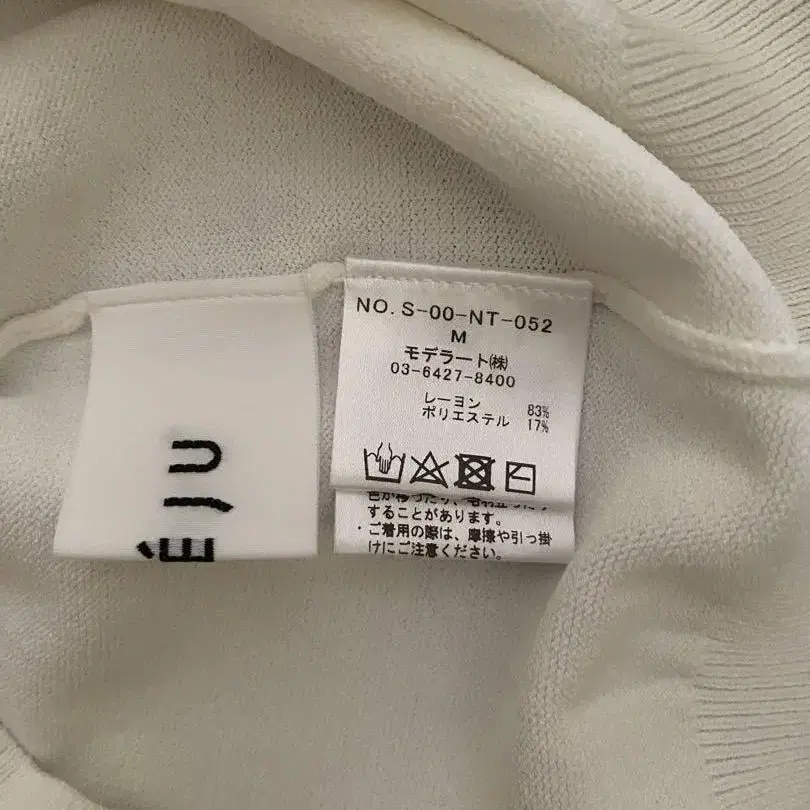 NO. S-00-NT-052
M
モデラート㈱
03-6427-8400
レーヨン 83%
ポリエステル 17%
することがあります。
・ご着用の際は、摩擦や引っ掛
けにご注意ください。